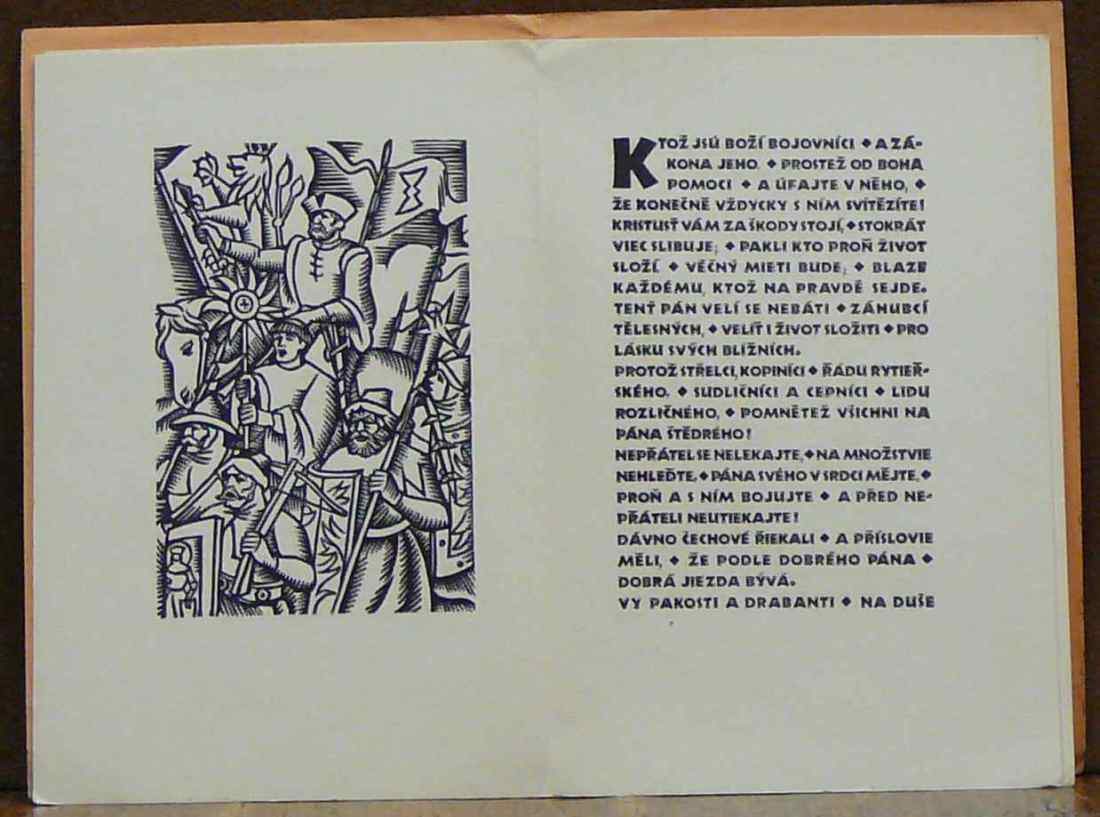 KTOŽ JSÚ BOŽÍ BOJOVNÍCI ◆ A ZÁ-
KONA JEHO. ◆ PROSTEŽ OD BOHA
POMOCI ◆ A ÚFAJTE V NĚHO, ◆
ŽE KONEČNĚ VŽDYCKY S NÍM SVÍTĚZÍTE!
KRISTUSŤ VÁM ZA ŠKODY STOJÍ, ◆ STOKRÁT
VIEC SLIBUJE; ◆ PAKLI KTO PROŇ ŽIVOT
SLOŽÍ ◆ VĚČNÝ MIETI BUDE; ◆ BLAZE
KAŽDÉMU, KTOŽ NA PRAVDĚ SEJDE.
TENŤ PÁN VELÍ SE NEBÁTI ◆ ZÁHUBCÍ
TĚLESNÝCH, ◆ VELÍŤ I ŽIVOT SLOŽITI ◆ PRO
LÁSKU SVÝCH BLÍŽNÍCH.
PROTOŽ STŘELCI, KOPINÍCI ◆ ŘÁDU RYTIEŘ-
SKÉHO. ◆ SUDLIČNÍCI A CEPNÍCI ◆ LIDU
ROZLIČNÉHO, ◆ POMNĚTEŽ VŠICHNI NA
PÁNA ŠTĚDRÉHO!
NEPŘÁTEL SE NELEKAJTE, ◆ NA MNOŽSTVIE
NEHLEĎTE, ◆ PÁNA SVÉHO V SRDCI MĚJTE, ◆
PROŇ A S NÍM BOJUJTE ◆ A PŘED NE-
PŘÁTELI NEUTIEKAJTE!
DÁVNO ČECHOVÉ ŘIEKALI ◆ A PŘÍSLOVIE
MĚLI, ◆ ŽE PODLE DOBRÉHO PÁNA ◆
DOBRÁ JIEZDA BÝVÁ.
VY PAKOSTI A DRABANTI ◆ NA DUŠE